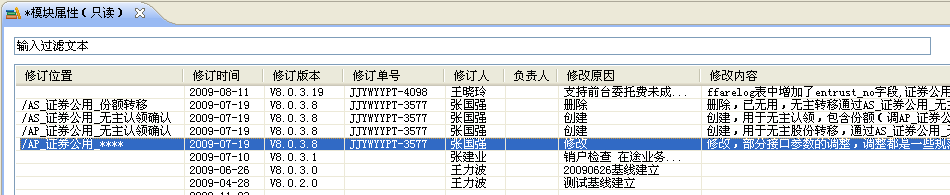 *模块属性（只读）
输入过滤文本
修订位置 修订时间 修订版本 修订单号 修订人 负责人 修改原因 修改内容
2009-08-11 V8.0.3.19 JJYWYYPT-4098 王晓玲 支持前台委托费未成... ffarelog表中增加了entrust_no字段,证券公
/AS_证券公用_份额转移 2009-07-19 V8.0.3.8 JJYWYYPT-3577 张国强 删除 删除，已无用，无主转移通过AS_证券公用_无
/AS_证券公用_无主认领确认 2009-07-19 V8.0.3.8 JJYWYYPT-3577 张国强 创建 创建，用于无主认领，包含份额（调AP_证券公
/AP_证券公用_无主认领确认 2009-07-19 V8.0.3.8 JJYWYYPT-3577 张国强 创建 创建，用于无主股份转移，通过AS_证券公用_无
/AP_证券公用_**** 2009-07-19 V8.0.3.8 JJYWYYPT-3577 张国强 修改 修改，部分接口参数的调整，调整都是一些规范
2009-07-10 V8.0.3.1 张建业 销户检查 在途业务...
2009-06-26 V8.0.3.0 王力波 20090626基线建立
2009-04-28 V8.0.2.0 王力波 测试基线建立